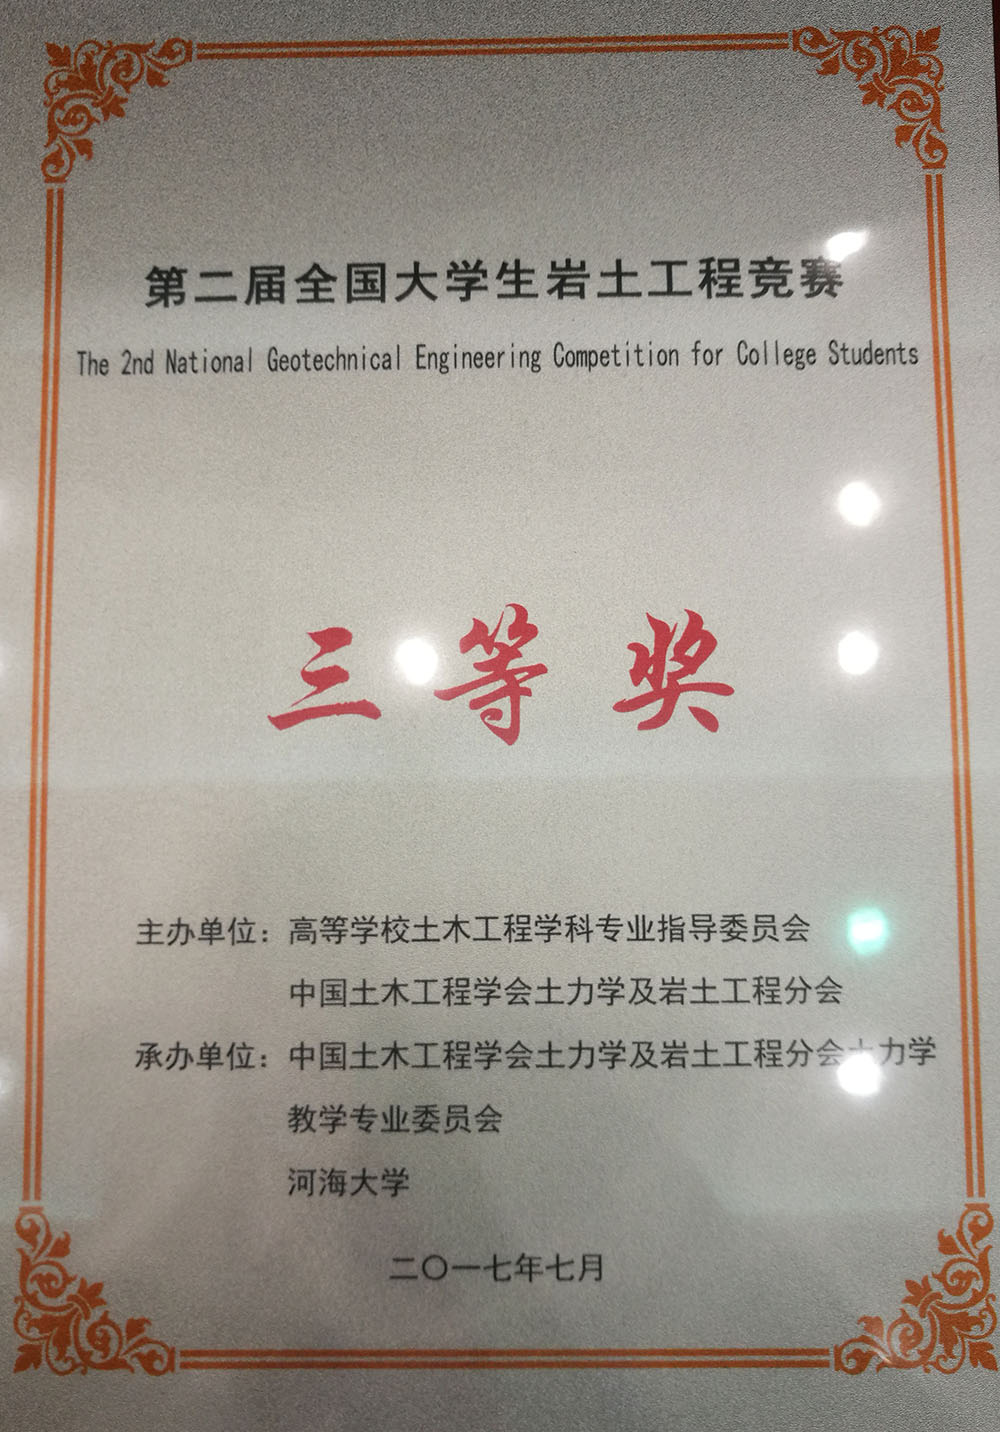 第二届全国大学生岩土工程竞赛
The 2nd National Geotechnical Engineering Competition for College Students
三等奖
主办单位：高等学校土木工程学科专业指导委员会
中国土木工程学会土力学及岩土工程分会
承办单位：中国土木工程学会土力学及岩土工程分会土力学
教学专业委员会
河海大学
二〇一七年七月